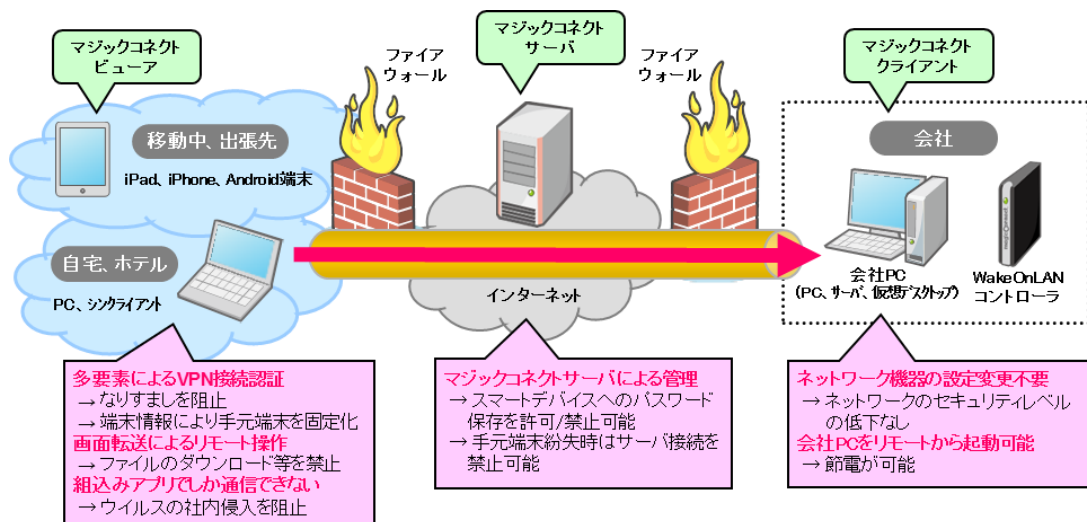 マジックコネクト
ビューア
ファイア
ウォール
マジックコネクト
サーバ
ファイア
ウォール
マジックコネクト
クライアント
移動中、出張先
iPad、iPhone、Android端末
自宅、ホテル
PC、シンクライアント
インターネット
会社
会社PC
(PC、サーバ、仮想デスクトップ)
WakeOnLAN
コントローラ
多要素によるVPN接続認証
→ なりすましを阻止
→ 端末情報により手元端末を固定化
画面転送によるリモート操作
→ ファイルのダウンロード等を禁止
組込みアプリでしか通信できない
→ ウイルスの社内侵入を阻止
マジックコネクトサーバによる管理
→ スマートデバイスへのパスワード
保存を許可/禁止可能
→ 手元端末紛失時はサーバ接続を
禁止可能
ネットワーク機器の設定変更不要
→ ネットワークのセキュリティレベル
の低下なし
会社PCをリモートから起動可能
→ 節電が可能